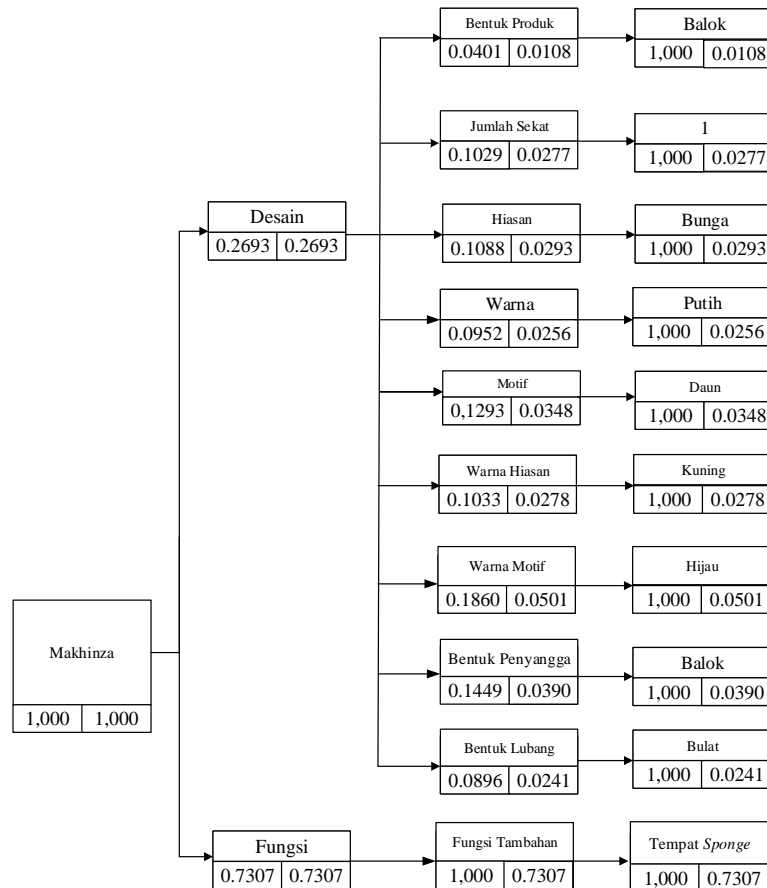 Bentuk Produk
0.0401 0.0108
Balok
1,000 0.0108
Jumlah Sekat
0.1029 0.0277
1
1,000 0.0277
Desain
0.2693 0.2693
Hiasan
0.1088 0.0293
Bunga
1,000 0.0293
Warna
0.0952 0.0256
Putih
1,000 0.0256
Motif
0,1293 0.0348
Daun
1,000 0.0348
Warna Hiasan
0.1033 0.0278
Kuning
1,000 0.0278
Warna Motif
0.1860 0.0501
Hijau
1,000 0.0501
Makhinza
1,000 1,000
Bentuk Penyangga
0.1449 0.0390
Balok
1,000 0.0390
Bentuk Lubang
0.0896 0.0241
Bulat
1,000 0.0241
Fungsi
0.7307 0.7307
Fungsi Tambahan
1,000 0.7307
Tempat Sponge
1,000 0.7307